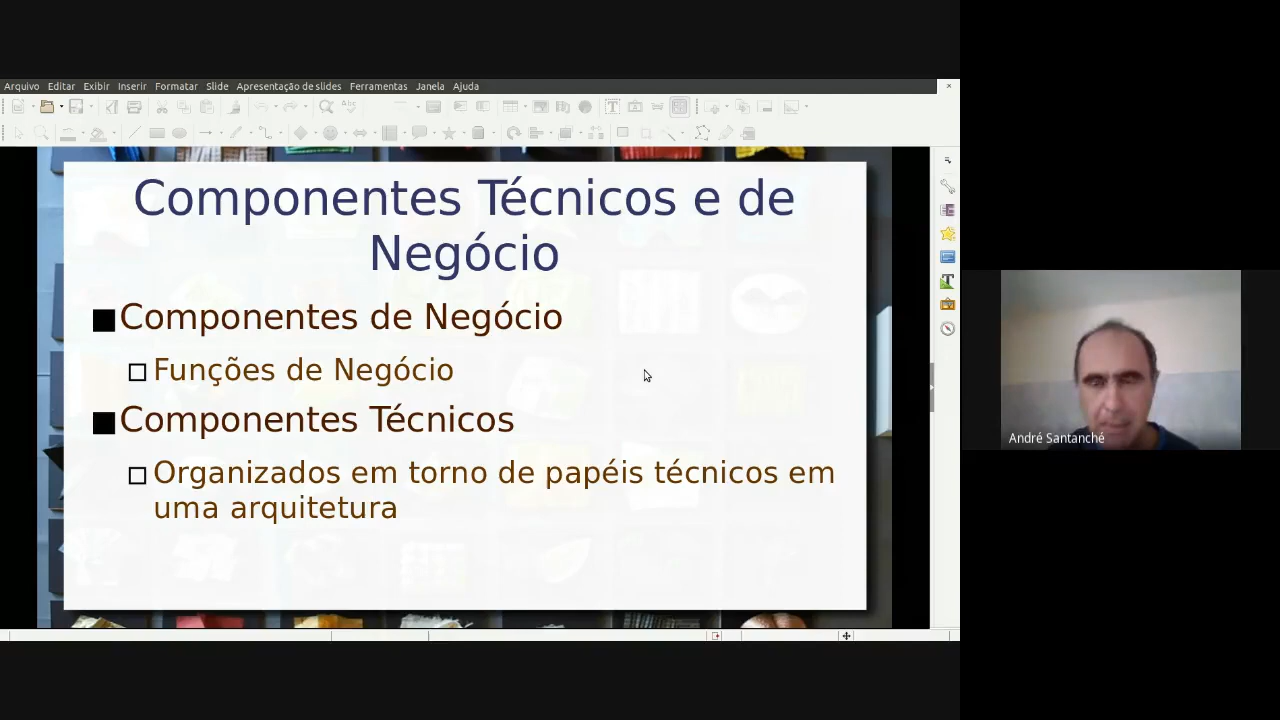 Arquivo Editar Exibir Inserir Formatar Slide Apresentação de slides Ferramentas Janela Ajuda
Componentes Técnicos e de
Negócio
Componentes de Negócio
Funções de Negócio
Componentes Técnicos
Organizados em torno de papéis técnicos em
uma arquitetura
André Santanchè